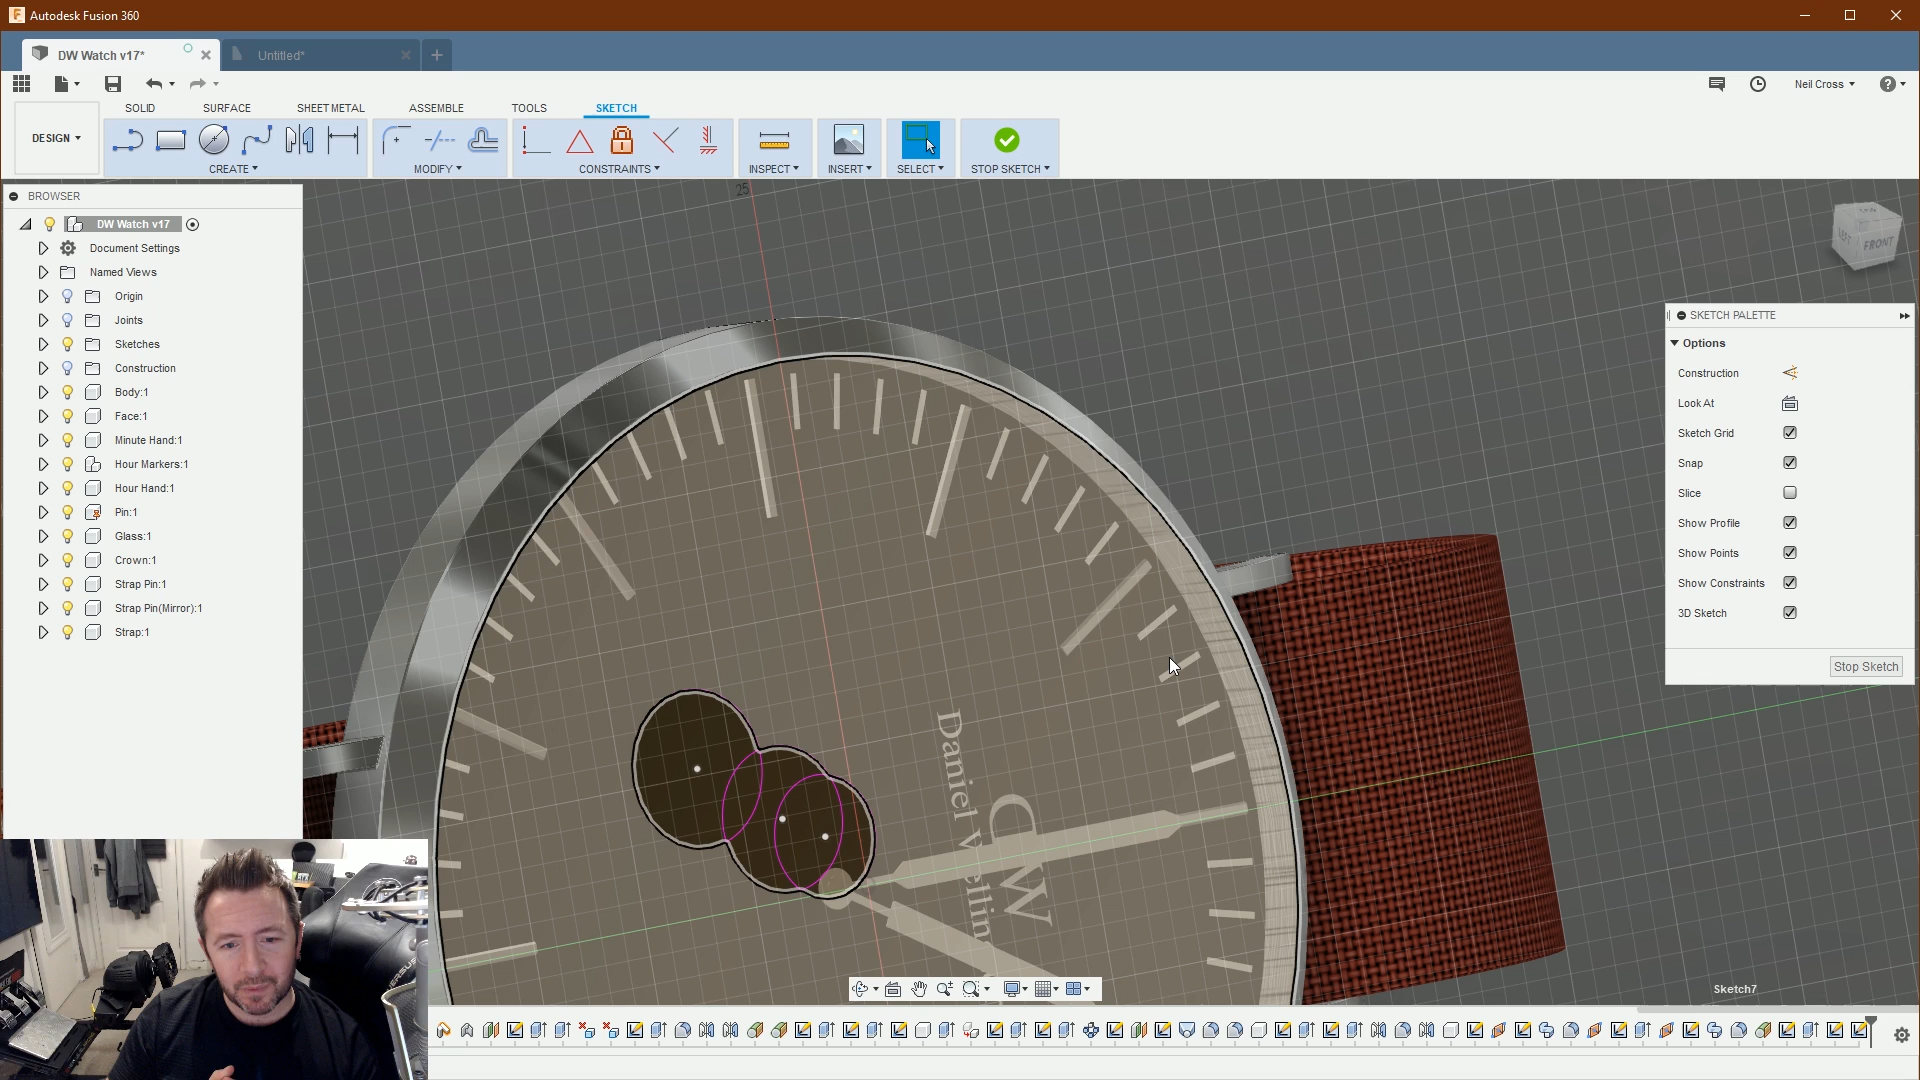 Autodesk Fusion 360
DW Watch v17*
Untitled*
Neil Cross
DESIGN
SOLID
SURFACE
SHEET METAL
ASSEMBLE
TOOLS
SKETCH
CREATE
MODIFY
CONSTRAINTS
INSPECT
INSERT
SELECT
STOP SKETCH
BROWSER
DW Watch v17
Document Settings
Named Views
Origin
Joints
Sketches
Construction
Body:1
Face:1
Minute Hand:1
Hour Markers:1
Hour Hand:1
Pin:1
Glass:1
Crown:1
Strap Pin:1
Strap Pin(Mirror):1
Strap:1
25
LEFT
FRONT
SKETCH PALETTE
Options
Construction
Look At
Sketch Grid
Snap
Slice
Show Profile
Show Points
Show Constraints
3D Sketch
Stop Sketch
Daniel
Sketch7